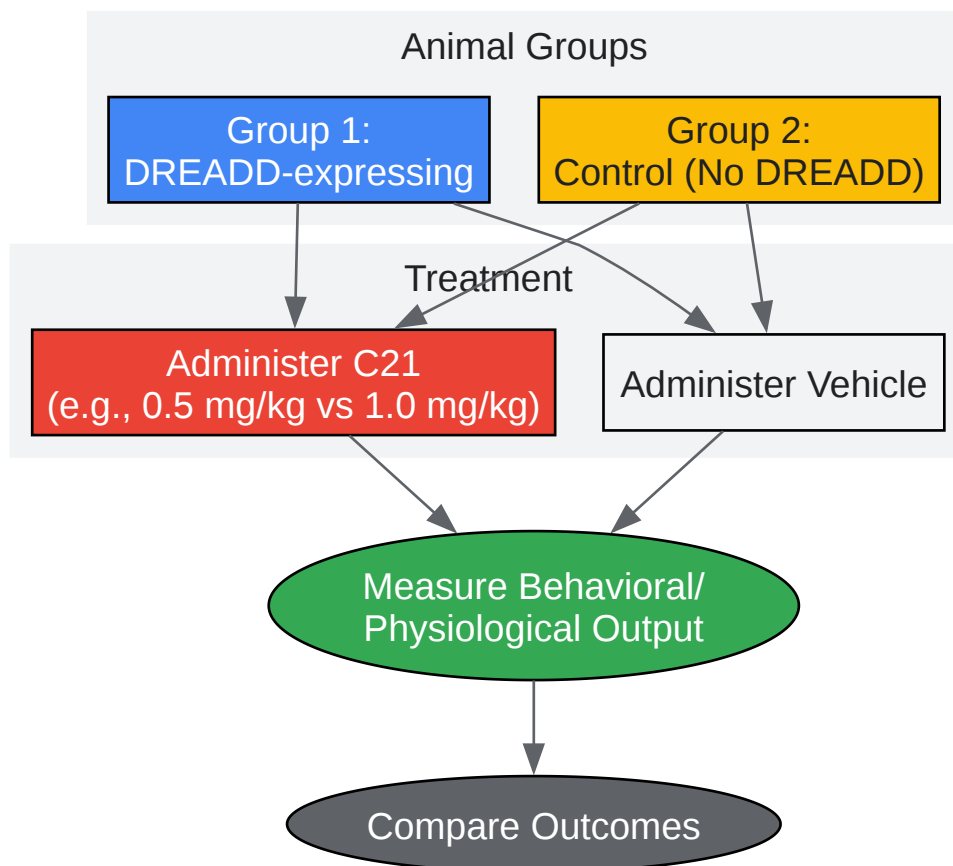 Animal Groups
Group 1:
DREADD-expressing
Group 2:
Control (No DREADD)
Treatment
Administer C21
(e.g., 0.5 mg/kg vs 1.0 mg/kg)
Administer Vehicle
Measure Behavioral/
Physiological Output
Compare Outcomes